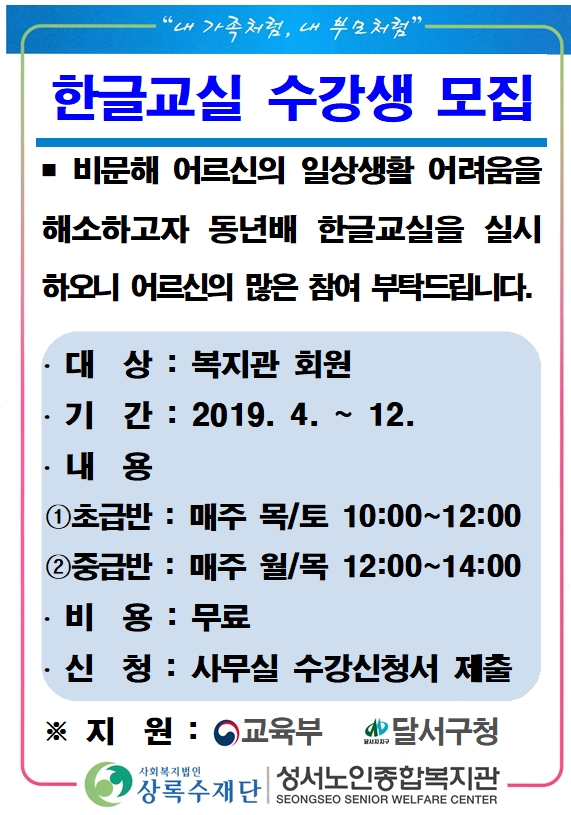 “내 가족처럼, 내 부모처럼”
한글교실 수강생 모집
■ 비문해 어르신의 일상생활 어려움을
해소하고자 동년배 한글교실을 실시
하오니 어르신의 많은 참여 부탁드립니다.
· 대 상 : 복지관 회원
· 기 간 : 2019. 4. ~ 12.
· 내 용
①초급반 : 매주 목/토 10:00~12:00
②중급반 : 매주 월/목 12:00~14:00
· 비 용 : 무료
· 신 청 : 사무실 수강신청서 제출
※ 지 원 : 교육부 달서구청
사회복지법인
상록수재단
성서노인종합복지관
SEONGSEO SENIOR WELFARE CENTER